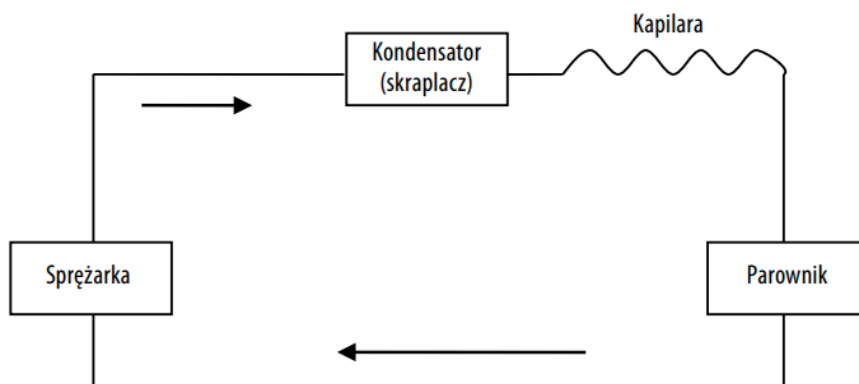 Kapilara
Kondensator
(skraplacz)
Sprężarka
Parownik